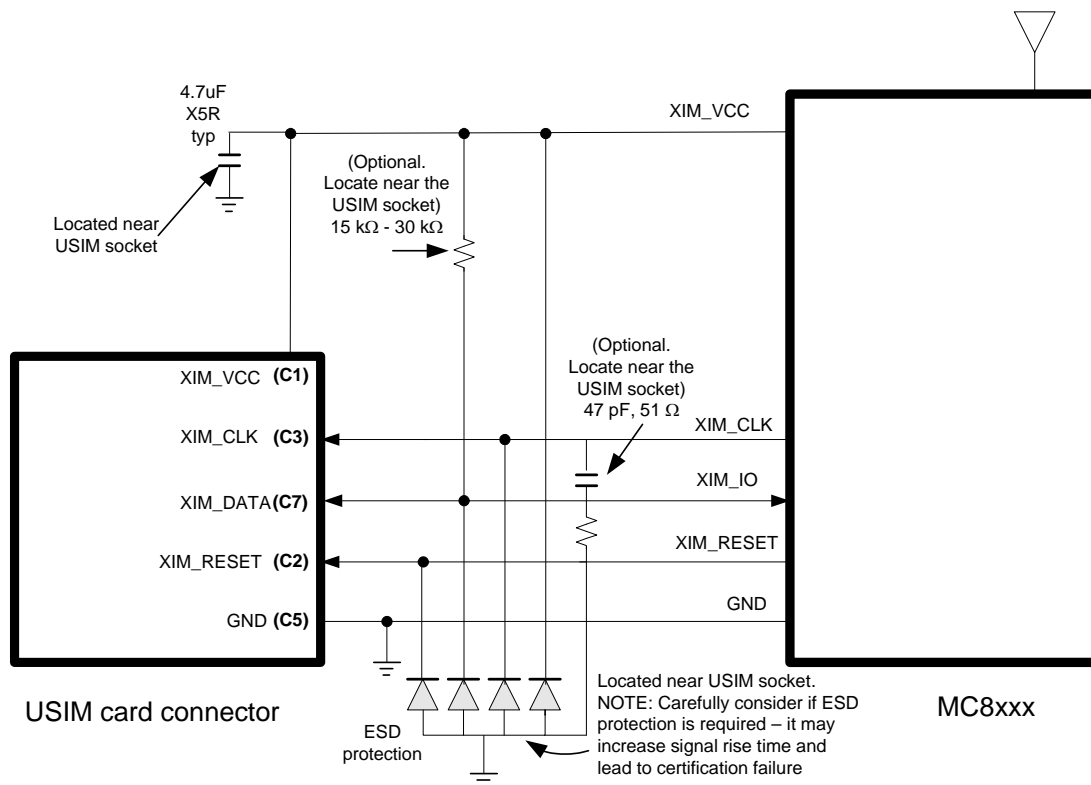 4.7uF
X5R
typ
XIM_VCC
(Optional.
Locate near the
USIM socket)
15 kΩ - 30 kΩ
Located near
USIM socket
(Optional.
Locate near the
USIM socket)
47 pF, 51 Ω
XIM_VCC (C1)
XIM_CLK (C3)
XIM_CLK
XIM_DATA(C7)
XIM_IO
XIM_RESET (C2)
XIM_RESET
GND (C5)
GND
USIM card connector
ESD
protection
Located near USIM socket.
NOTE: Carefully consider if ESD
protection is required – it may
increase signal rise time and
lead to certification failure
MC8xxx